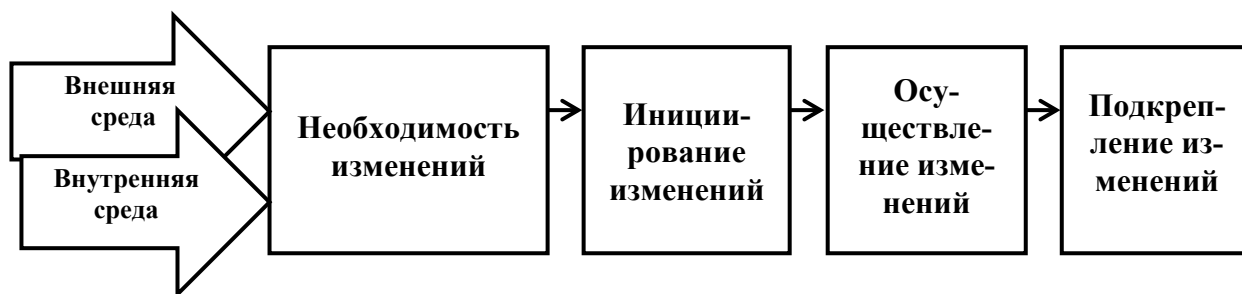 Внешняя
среда
Внутренняя
среда
Необходимость
изменений
Иниции-
рование
изменений
Осу-
ществле-
ние изме-
нений
Подкреп-
ление из-
менений